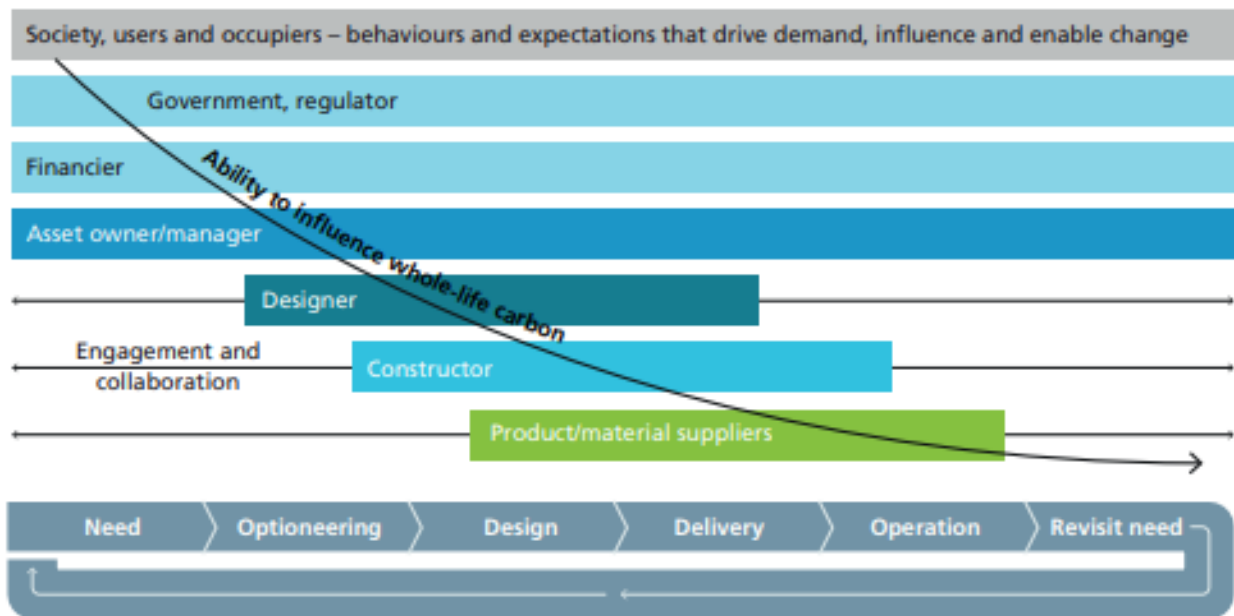 Society, users and occupiers – behaviours and expectations that drive demand, influence and enable change
Government, regulator
Financier
Ability to influence whole-life carbon
Asset owner/manager
Designer
Engagement and
collaboration
Constructor
Product/material suppliers
Need
Optioneering
Design
Delivery
Operation
Revisit need